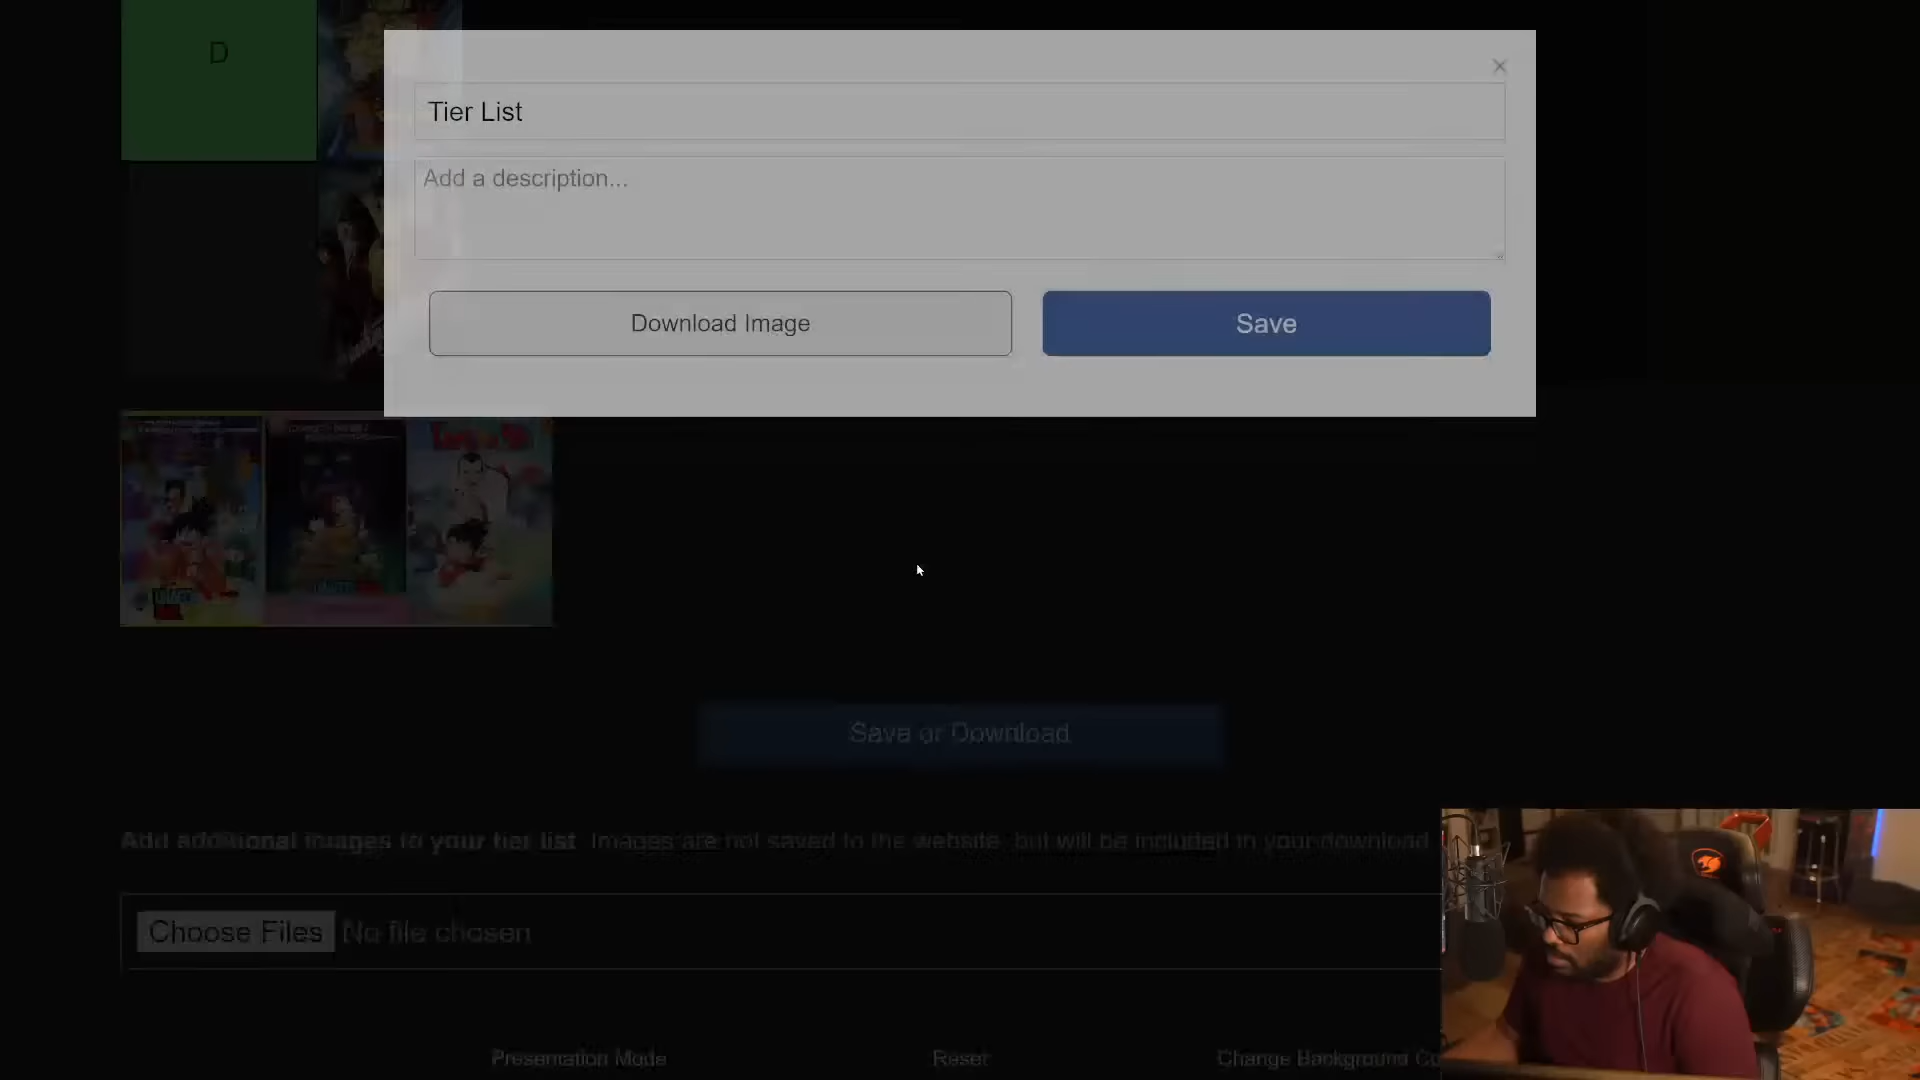 D
×
Tier List
Add a description...
Download Image
Save
Save or Download
Add additional images to your tier list. Images are not saved to the website, but will be included in your download
Choose Files No file chosen
Presentation Mode
Reset
Change Background